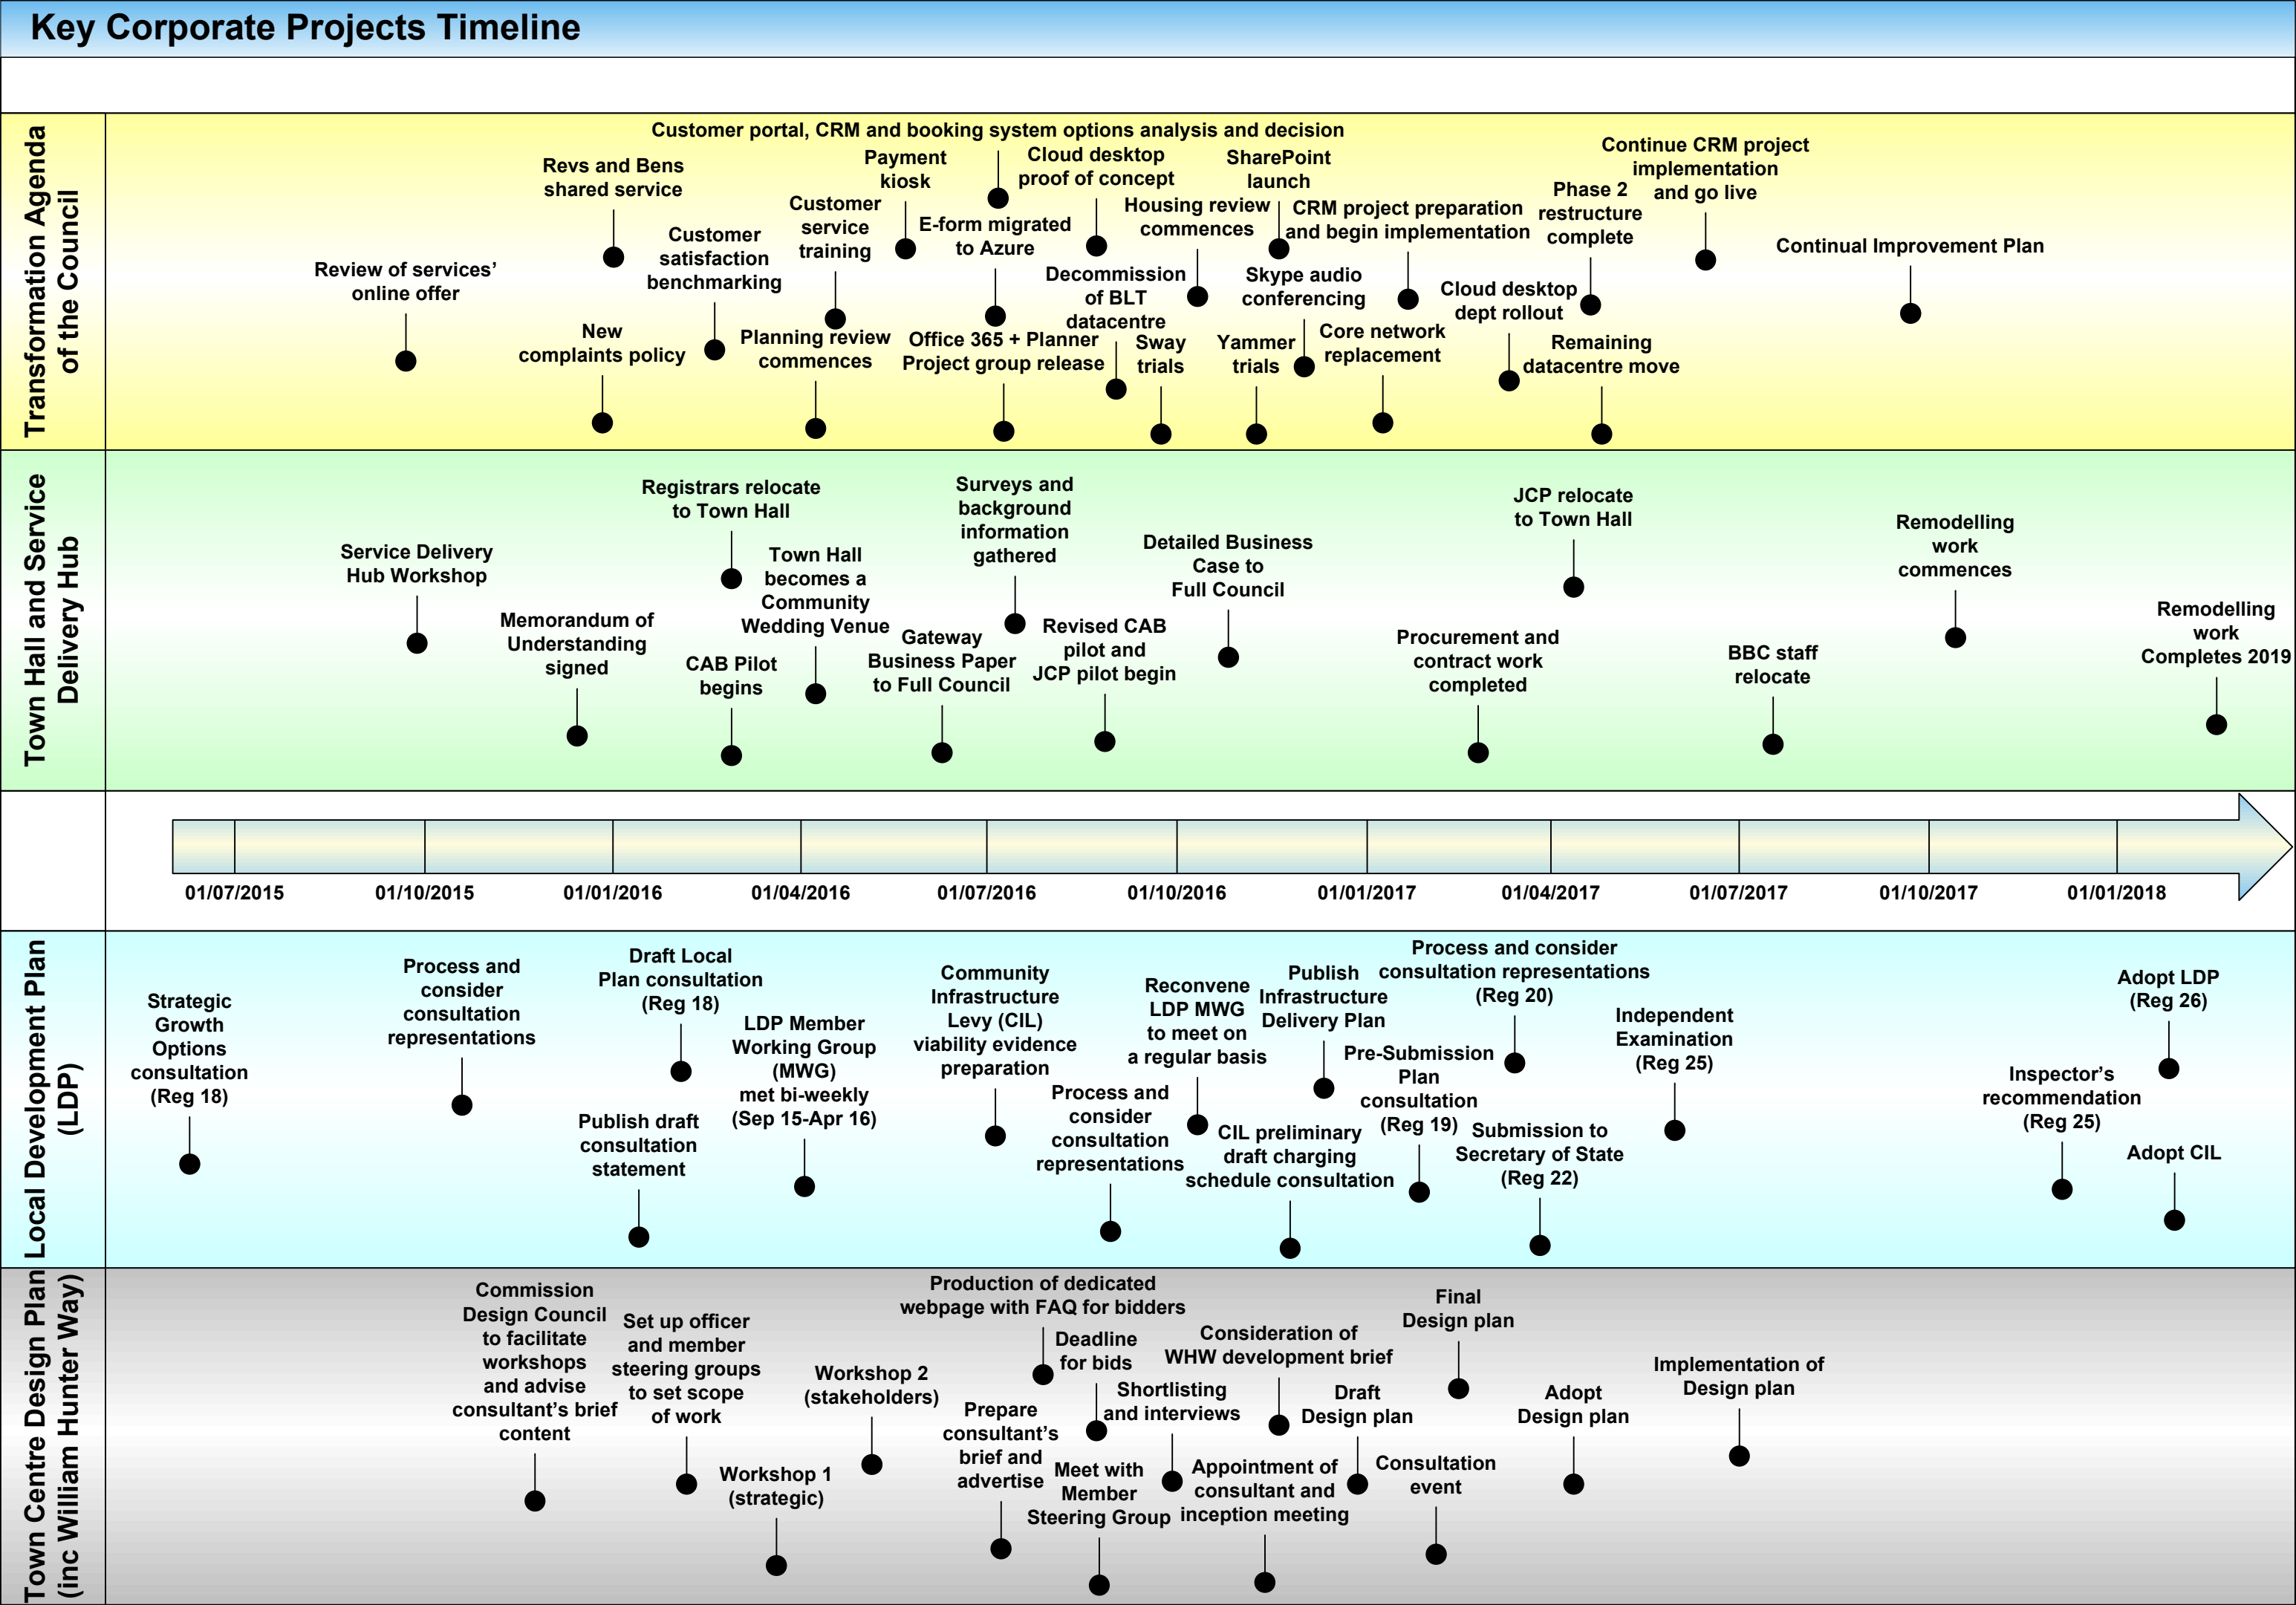 Key Corporate Projects Timeline
Transformation Agenda
of the Council
Customer portal, CRM and booking system options analysis and decision
Review of services’
online offer
Revs and Bens
shared service
New
complaints policy
Customer
satisfaction
benchmarking
Customer
service
training
Planning review
commences
Payment
kiosk
E-form migrated
to Azure
Office 365 + Planner
Project group release
Cloud desktop
proof of concept
Decommission
of BLT
datacentre
Sway
trials
Housing review
commences
SharePoint
launch
Yammer
trials
Skype audio
conferencing
CRM project preparation
and begin implementation
Core network
replacement
Cloud desktop
dept rollout
Phase 2
restructure
complete
Remaining
datacentre move
Continue CRM project
implementation
and go live
Continual Improvement Plan
Town Hall and Service
Delivery Hub
Service Delivery
Hub Workshop
Memorandum of
Understanding
signed
Registrars relocate
to Town Hall
CAB Pilot
begins
Town Hall
becomes a
Community
Wedding Venue
Gateway
Business Paper
to Full Council
Surveys and
background
information
gathered
Revised CAB
pilot and
JCP pilot begin
Detailed Business
Case to
Full Council
Procurement and
contract work
completed
JCP relocate
to Town Hall
BBC staff
relocate
Remodelling
work
commences
Remodelling
work
Completes 2019
01/07/2015
01/10/2015
01/01/2016
01/04/2016
01/07/2016
01/10/2016
01/01/2017
01/04/2017
01/07/2017
01/10/2017
01/01/2018
Local Development Plan
(LDP)
Strategic
Growth
Options
consultation
(Reg 18)
Process and
consider
consultation
representations
Draft Local
Plan consultation
(Reg 18)
Publish draft
consultation
statement
LDP Member
Working Group
(MWG)
met bi-weekly
(Sep 15-Apr 16)
Community
Infrastructure
Levy (CIL)
viability evidence
preparation
Process and
consider
consultation
representations
Reconvene
LDP MWG
to meet on
a regular basis
CIL preliminary
draft charging
schedule consultation
Publish
Infrastructure
Delivery Plan
Pre-Submission
Plan
consultation
(Reg 19)
Process and consider
consultation representations
(Reg 20)
Submission to
Secretary of State
(Reg 22)
Independent
Examination
(Reg 25)
Inspector’s
recommendation
(Reg 25)
Adopt LDP
(Reg 26)
Adopt CIL
Town Centre Design Plan
(inc William Hunter Way)
Commission
Design Council
to facilitate
workshops
and advise
consultant’s brief
content
Set up officer
and member
steering groups
to set scope
of work
Workshop 1
(strategic)
Workshop 2
(stakeholders)
Production of dedicated
webpage with FAQ for bidders
Prepare
consultant’s
brief and
advertise
Deadline
for bids
Meet with
Member
Steering Group
Shortlisting
and interviews
Consideration of
WHW development brief
Appointment of
consultant and
inception meeting
Draft
Design plan
Consultation
event
Final
Design plan
Adopt
Design plan
Implementation of
Design plan